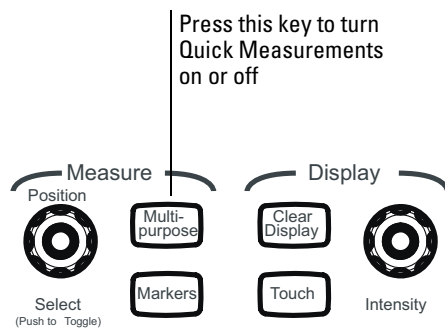 Press this key to turn
Quick Measurements
on or off
Measure
Display
Position
Multi-
purpose
Clear
Display
Markers
Touch
Select
(Push to Toggle)
Intensity